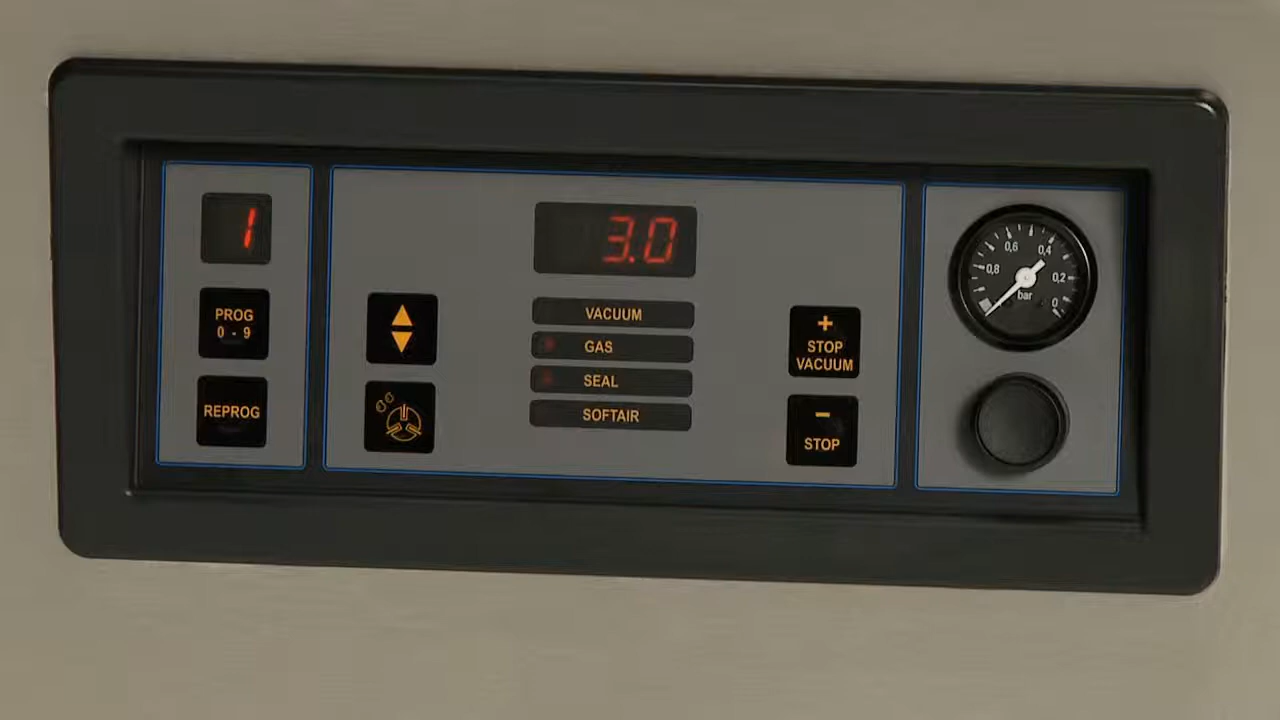 1
PROG
0 - 9
REPROG
3.0
VACUUM
GAS
SEAL
SOFTAIR
+
STOP
VACUUM
−
STOP
0,6
0,4
0,8
0,2
bar
0